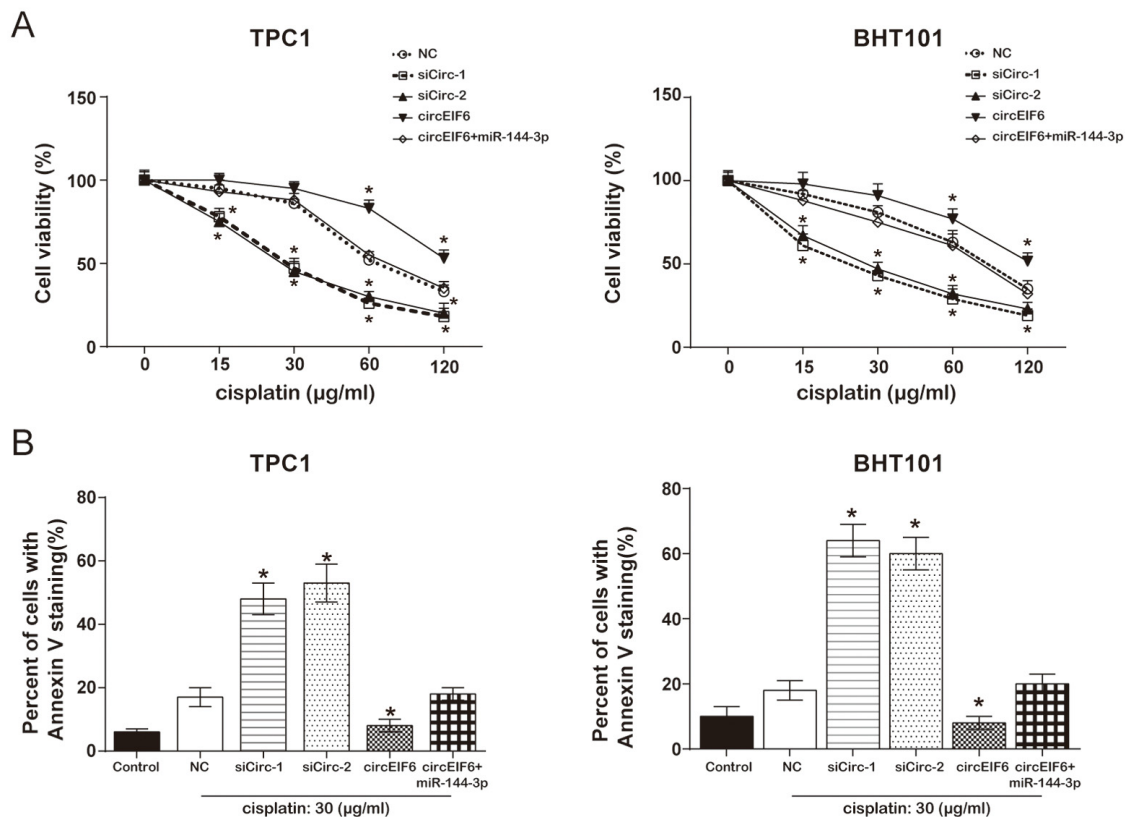 A
TPC1
NC
siCirc-1
siCirc-2
circEIF6
circEIF6+miR-144-3p
Cell viability (%)
150
100
50
0
0 15 30 60 120
* * * * * * * * * *
cisplatin (µg/ml)
BHT101
NC
siCirc-1
siCirc-2
circEIF6
circEIF6+miR-144-3p
Cell viability (%)
150
100
50
0
0 15 30 60 120
* * * * * * * * * *
cisplatin (µg/ml)
B
TPC1
Percent of cells with
Annexin V staining(%)
80
60
40
20
0
* * *
Control NC siCirc-1 siCirc-2 circEIF6 circEIF6+
miR-144-3p
cisplatin: 30 (µg/ml)
BHT101
Percent of cells with
Annexin V staining(%)
80
60
40
20
0
* * *
Control NC siCirc-1 siCirc-2 circEIF6 circEIF6+
miR-144-3p
cisplatin: 30 (µg/ml)